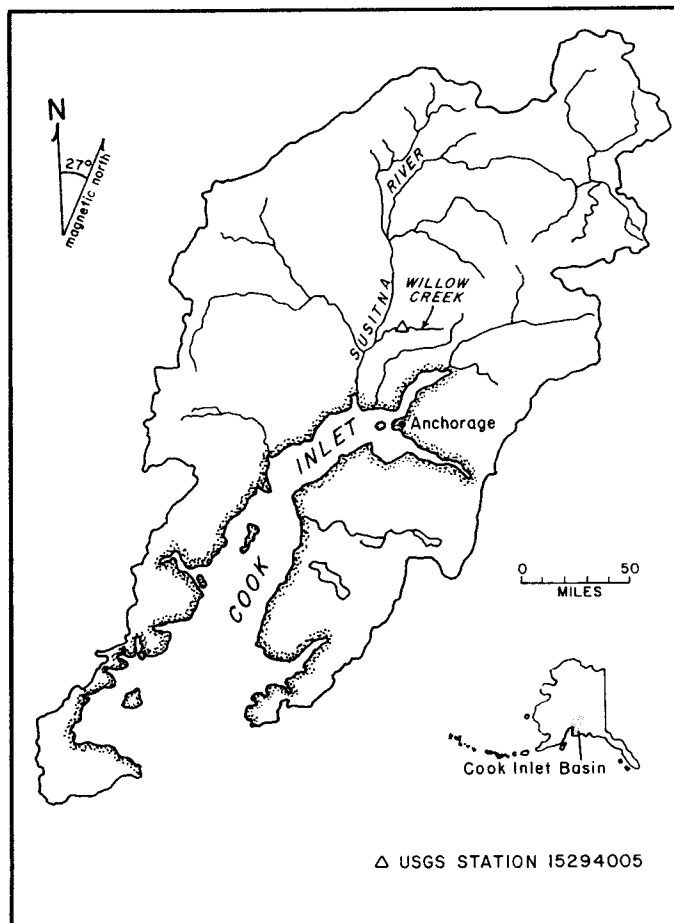 N
27°
magnetic north
RIVER
SUSITNA
WILLOW
CREEK
Anchorage
INLET
COOK
0 50
MILES
Cook Inlet Basin
△ USGS STATION 15294005